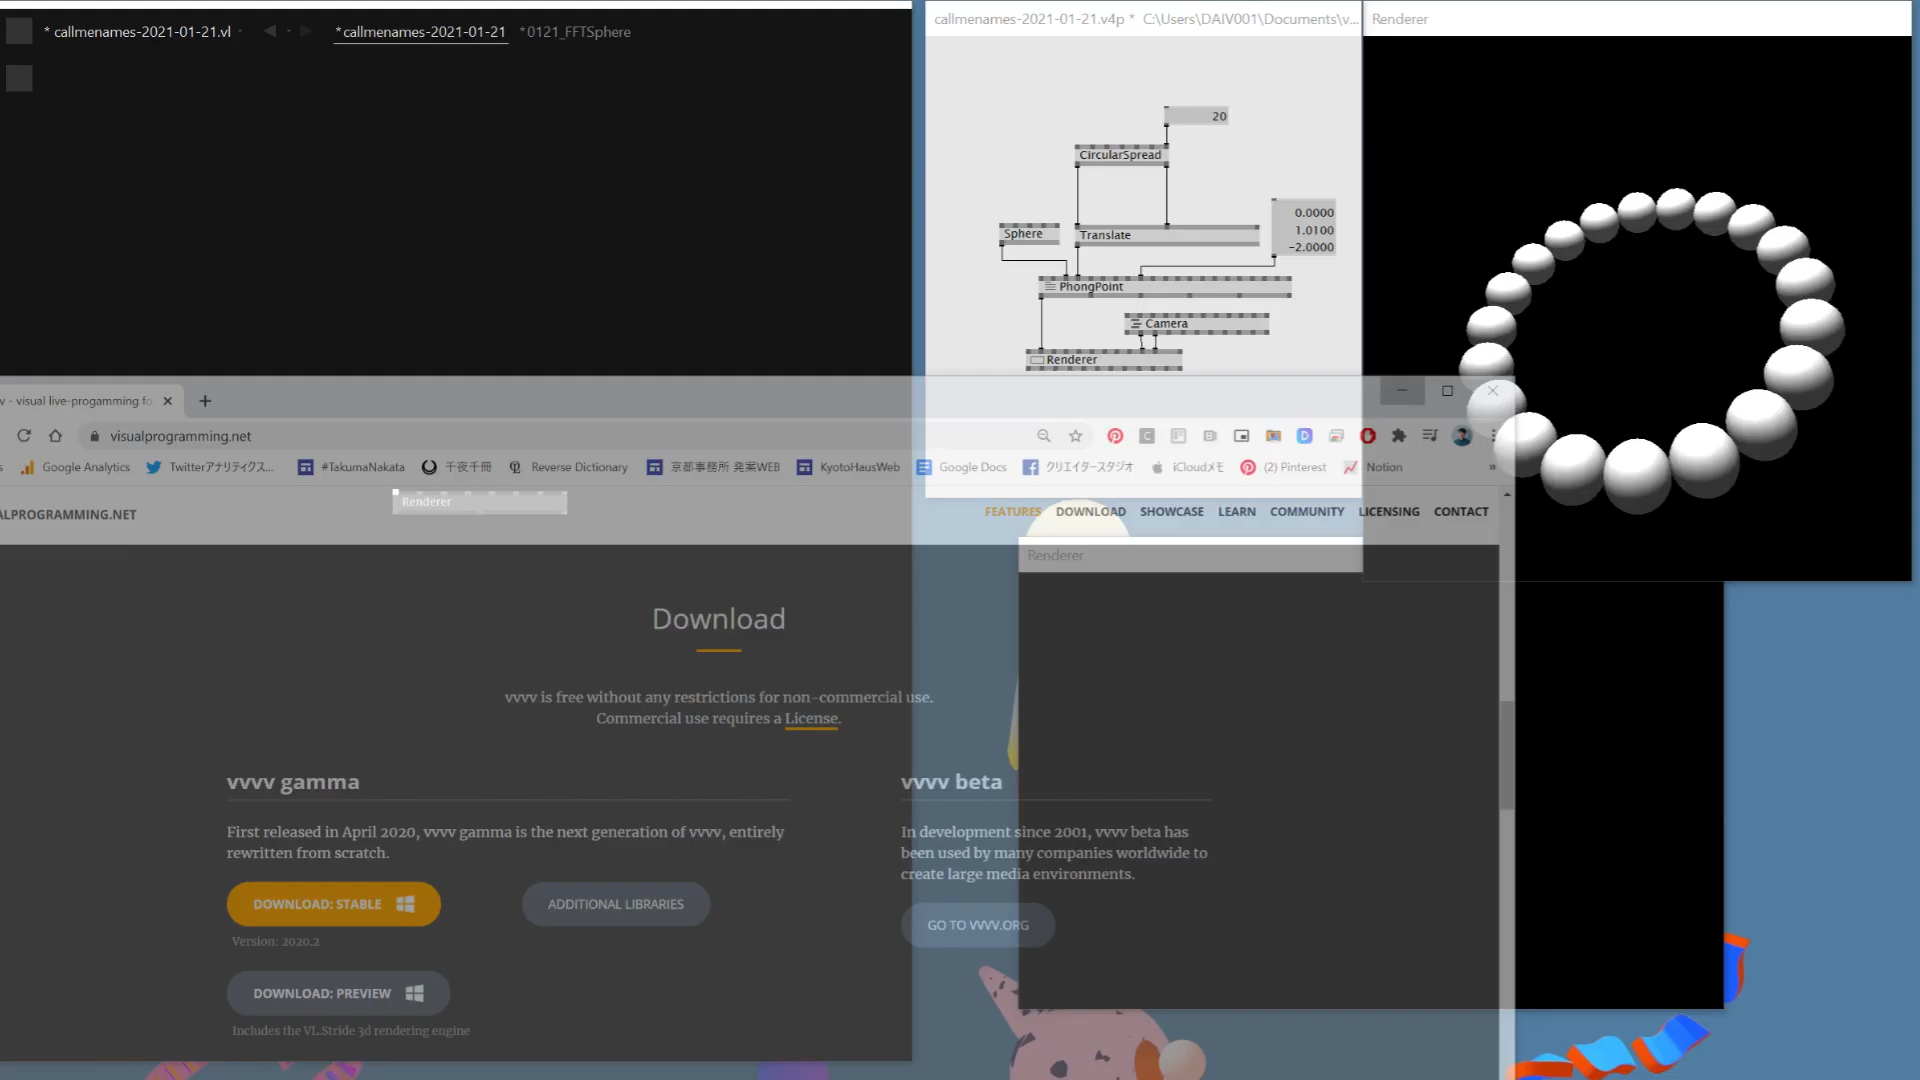 * callmenames-2021-01-21.vl
*callmenames-2021-01-21
*0121_FFTSphere
callmenames-2021-01-21.v4p *
C:\Users\DAIV001\Documents\v...
Renderer
20
CircularSpread
0.0000
1.0100
-2.0000
Sphere
Translate
PhongPoint
Camera
Renderer
v - visual live-progamming fo
visualprogramming.net
s
Google Analytics
Twitterアナリティクス...
#TakumaNakata
千夜千冊
Reverse Dictionary
京都事務所 発案WEB
KyotoHausWeb
Google Docs
クリエイタースタジオ
iCloudメモ
(2) Pinterest
Notion
»
Renderer
ALPROGRAMMING.NET
FEATURES
DOWNLOAD
SHOWCASE
LEARN
COMMUNITY
LICENSING
CONTACT
Renderer
Download
vvvv is free without any restrictions for non-commercial use.
Commercial use requires a License.
vvvv gamma
First released in April 2020, vvvv gamma is the next generation of vvvv, entirely
rewritten from scratch.
DOWNLOAD: STABLE
ADDITIONAL LIBRARIES
Version: 2020.2
DOWNLOAD: PREVIEW
Includes the VL.Stride 3d rendering engine
vvvv beta
In development since 2001, vvvv beta has
been used by many companies worldwide to
create large media environments.
GO TO VVVV.ORG